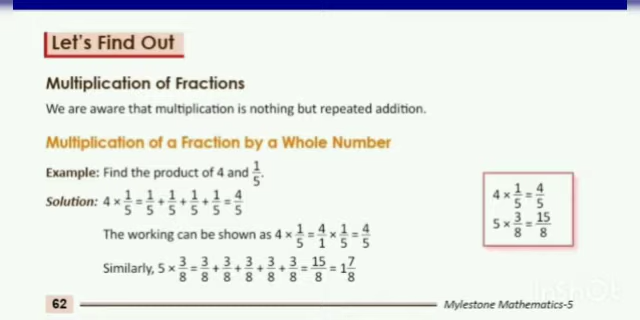 Let's Find Out
Multiplication of Fractions
We are aware that multiplication is nothing but repeated addition.
Multiplication of a Fraction by a Whole Number
Example: Find the product of 4 and 1/5.
Solution: 4 × 1/5 = 1/5 + 1/5 + 1/5 + 1/5 = 4/5
The working can be shown as 4 × 1/5 = 4/1 × 1/5 = 4/5
Similarly, 5 × 3/8 = 3/8 + 3/8 + 3/8 + 3/8 + 3/8 = 15/8 = 1 7/8
4 × 1/5 = 4/5
5 × 3/8 = 15/8
InShOt
62
Mylestone Mathematics-5